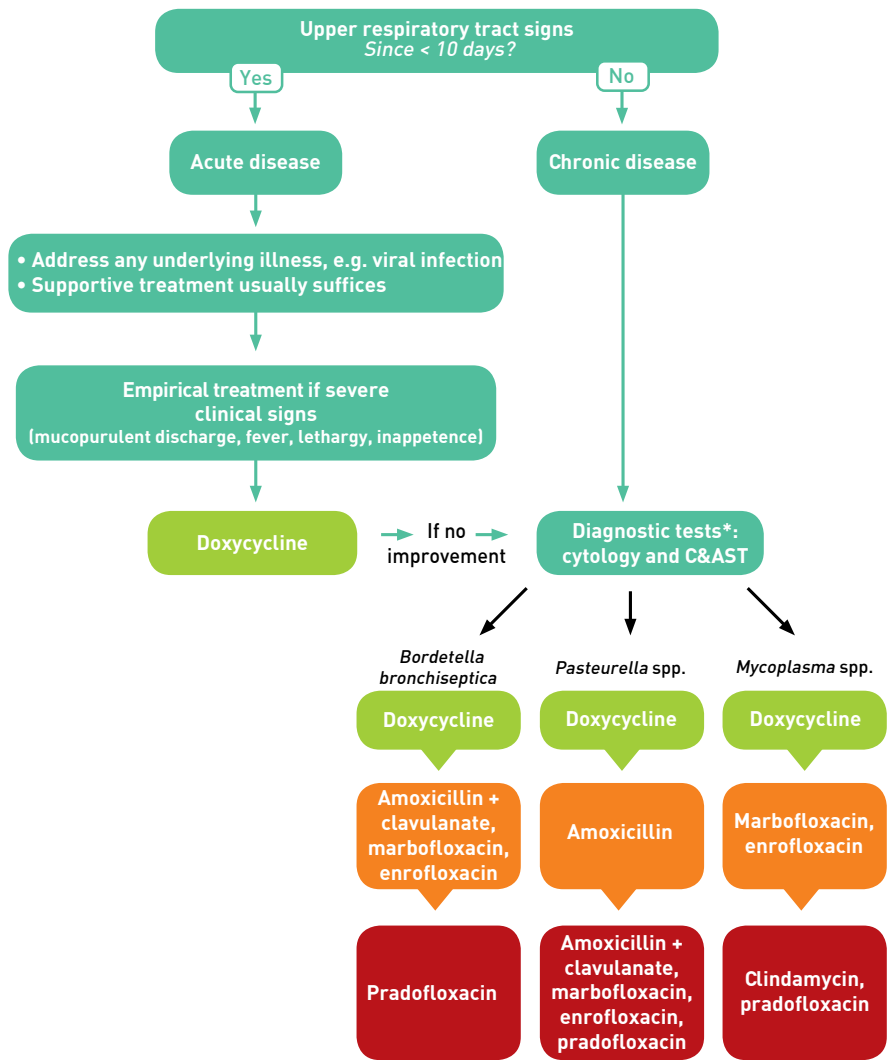 Upper respiratory tract signs
Since < 10 days?
Yes
No
Acute disease
Chronic disease
• Address any underlying illness, e.g. viral infection
• Supportive treatment usually suffices
Empirical treatment if severe
clinical signs
(mucopurulent discharge, fever, lethargy, inappetence)
Doxycycline
If no
improvement
Diagnostic tests*:
cytology and C&AST
Bordetella
bronchiseptica
Pasteurella spp.
Mycoplasma spp.
Doxycycline
Doxycycline
Doxycycline
Amoxicillin +
clavulanate,
marbofloxacin,
enrofloxacin
Amoxicillin
Marbofloxacin,
enrofloxacin
Pradofloxacin
Amoxicillin +
clavulanate,
marbofloxacin,
enrofloxacin,
pradofloxacin
Clindamycin,
pradofloxacin